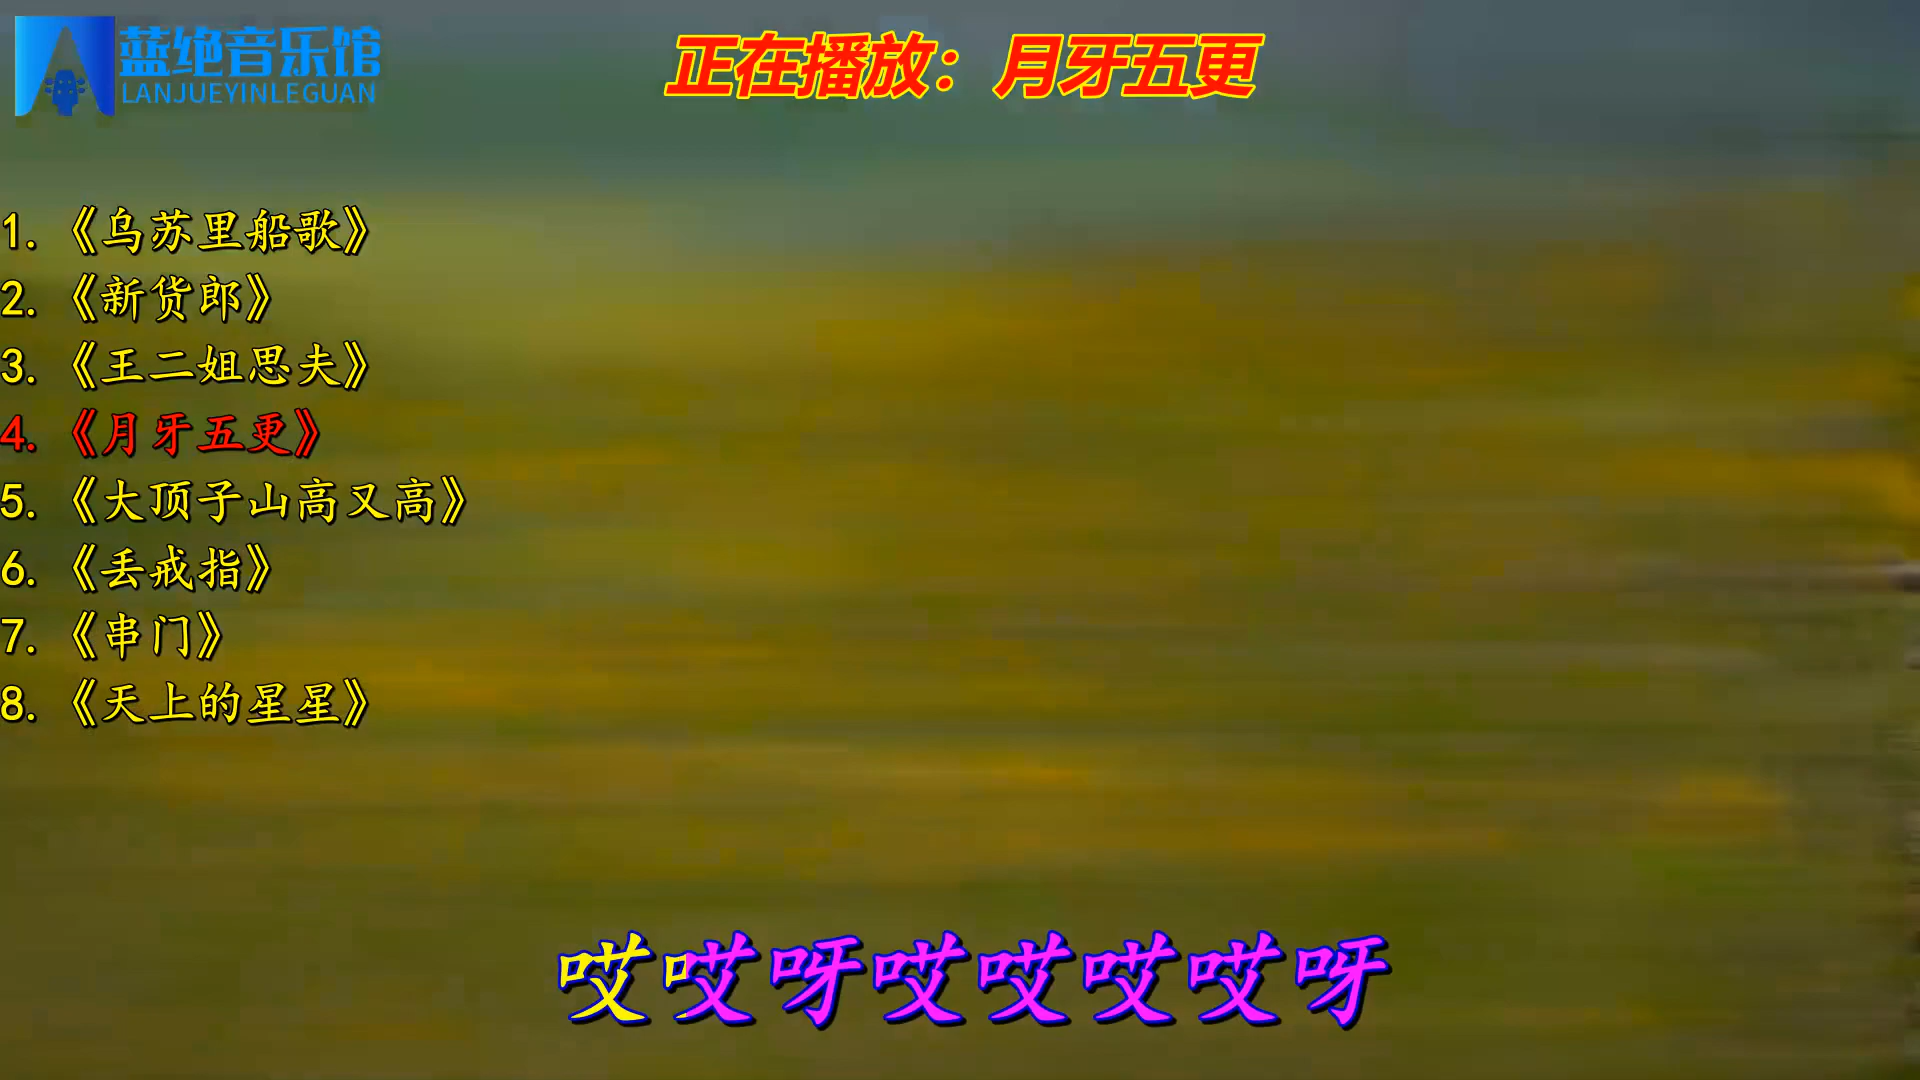 蓝绝音乐馆
LANJUEYINLEGUAN
正在播放：月牙五更
1.《乌苏里船歌》
2.《新货郎》
3.《王二姐思夫》
4.《月牙五更》
5.《大顶子山高又高》
6.《丢戒指》
7.《串门》
8.《天上的星星》
哎哎呀哎哎哎哎呀